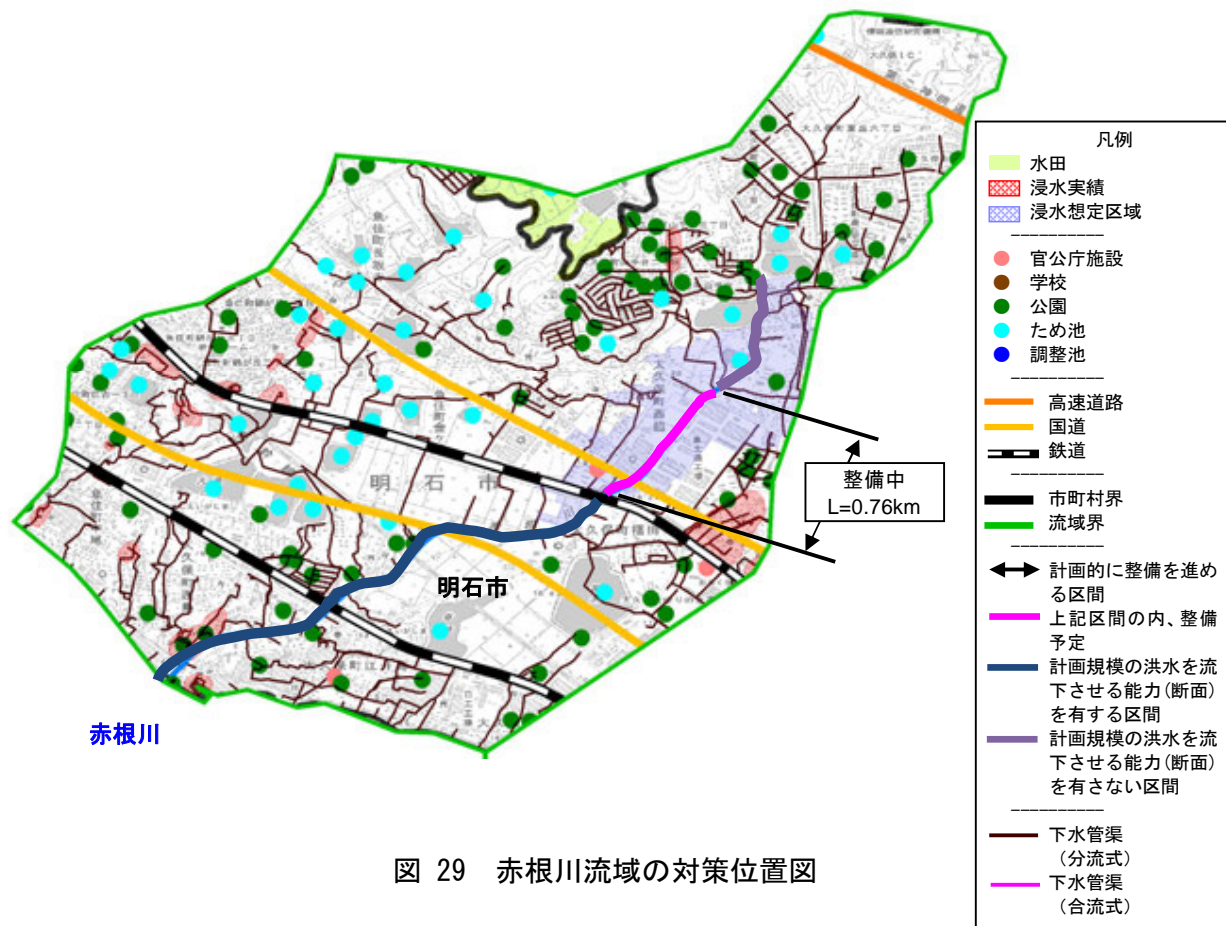 大久保IC
明石市
明石市
赤根川
整備中
L=0.76km
凡例
水田
浸水実績
浸水想定区域
官公庁施設
学校
公園
ため池
調整池
高速道路
国道
鉄道
市町村界
流域界
計画的に整備を進め
る区間
上記区間の内、整備
予定
計画規模の洪水を流
下させる能力(断面)
を有する区間
計画規模の洪水を流
下させる能力(断面)
を有さない区間
下水管渠
(分流式)
下水管渠
(合流式)
図 29 赤根川流域の対策位置図